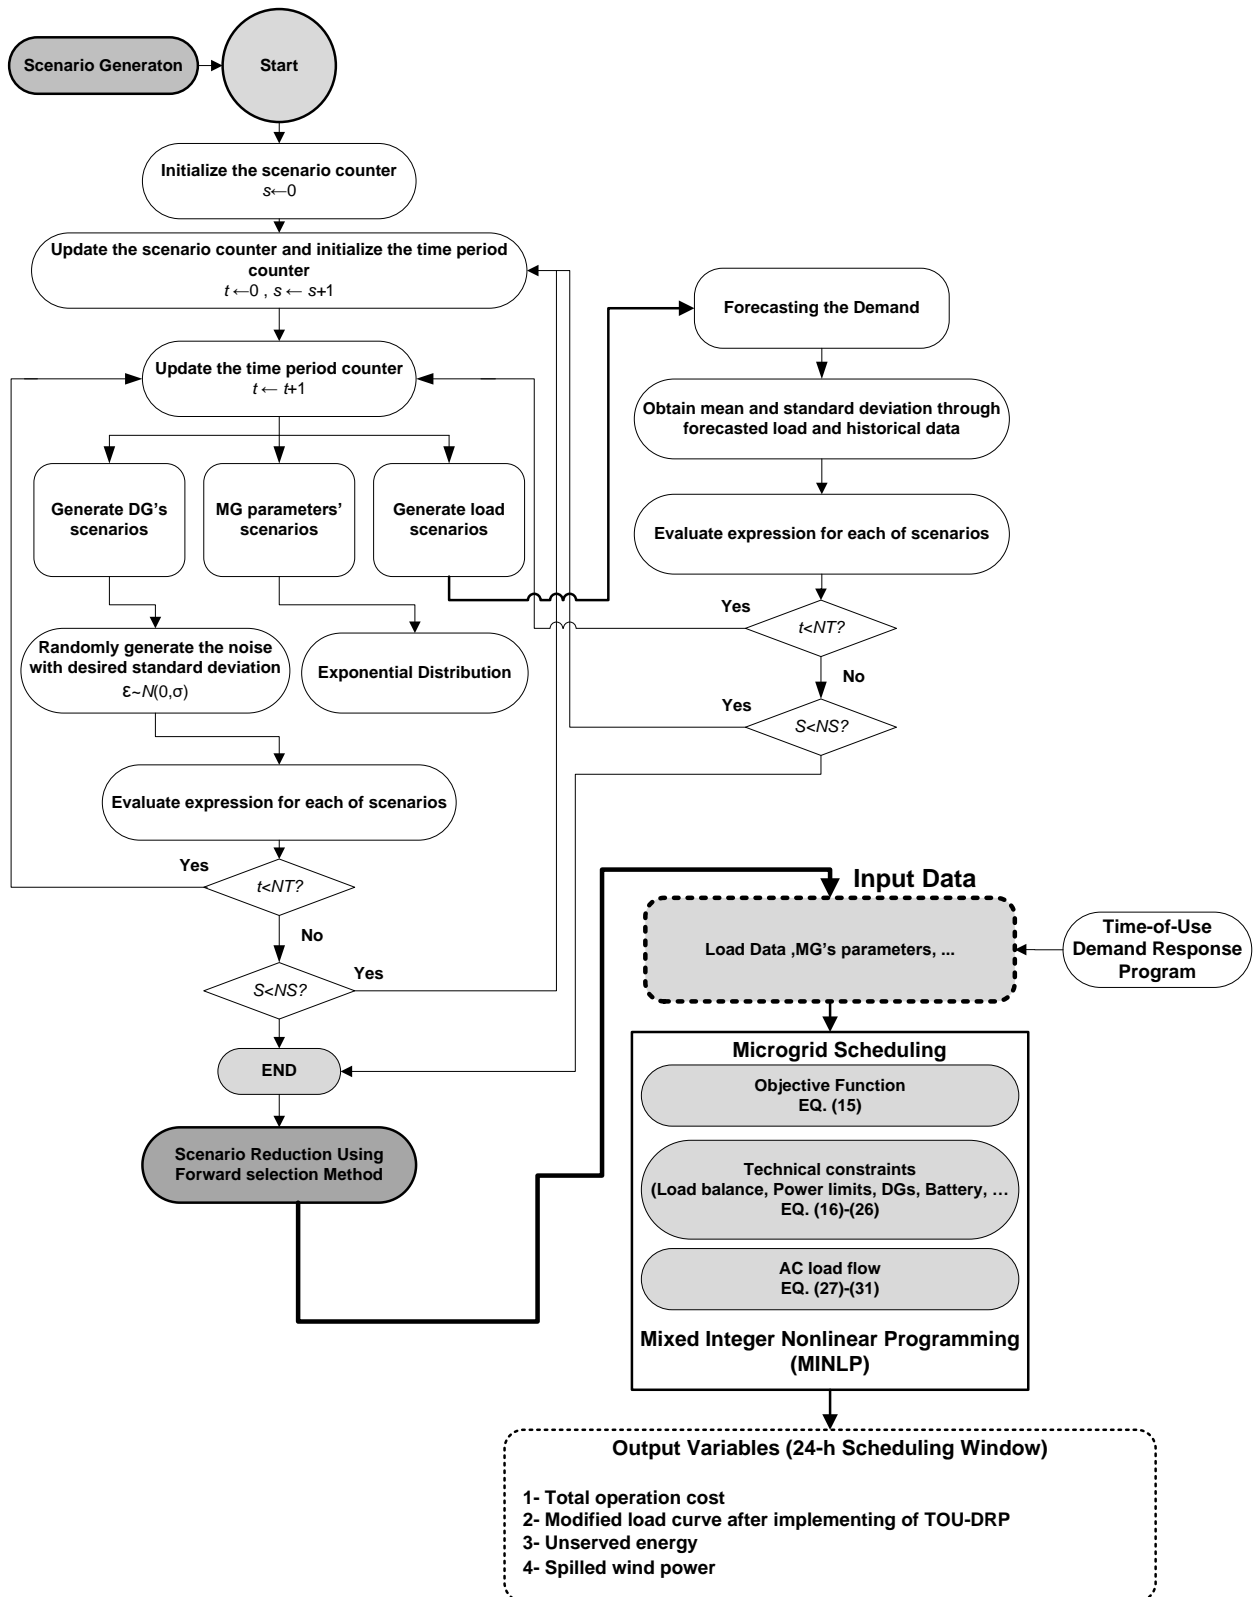 Scenario Generaton
Start
Initialize the scenario counter
s←0
Update the scenario counter and initialize the time period
counter
t ←0 , s ← s+1
Update the time period counter
t ← t+1
Generate DG's
scenarios
MG parameters'
scenarios
Generate load
scenarios
Randomly generate the noise
with desired standard deviation
ε~N(0,σ)
Exponential Distribution
Evaluate expression for each of scenarios
Yes
t<NT?
No
Yes
S<NS?
END
Scenario Reduction Using
Forward selection Method
Forecasting the Demand
Obtain mean and standard deviation through
forecasted load and historical data
Evaluate expression for each of scenarios
Yes
t<NT?
No
Yes
S<NS?
Input Data
Load Data ,MG's parameters, ...
Time-of-Use
Demand Response
Program
Microgrid Scheduling
Objective Function
EQ. (15)
Technical constraints
(Load balance, Power limits, DGs, Battery, …
EQ. (16)-(26)
AC load flow
EQ. (27)-(31)
Mixed Integer Nonlinear Programming
(MINLP)
Output Variables (24-h Scheduling Window)
1- Total operation cost
2- Modified load curve after implementing of TOU-DRP
3- Unserved energy
4- Spilled wind power